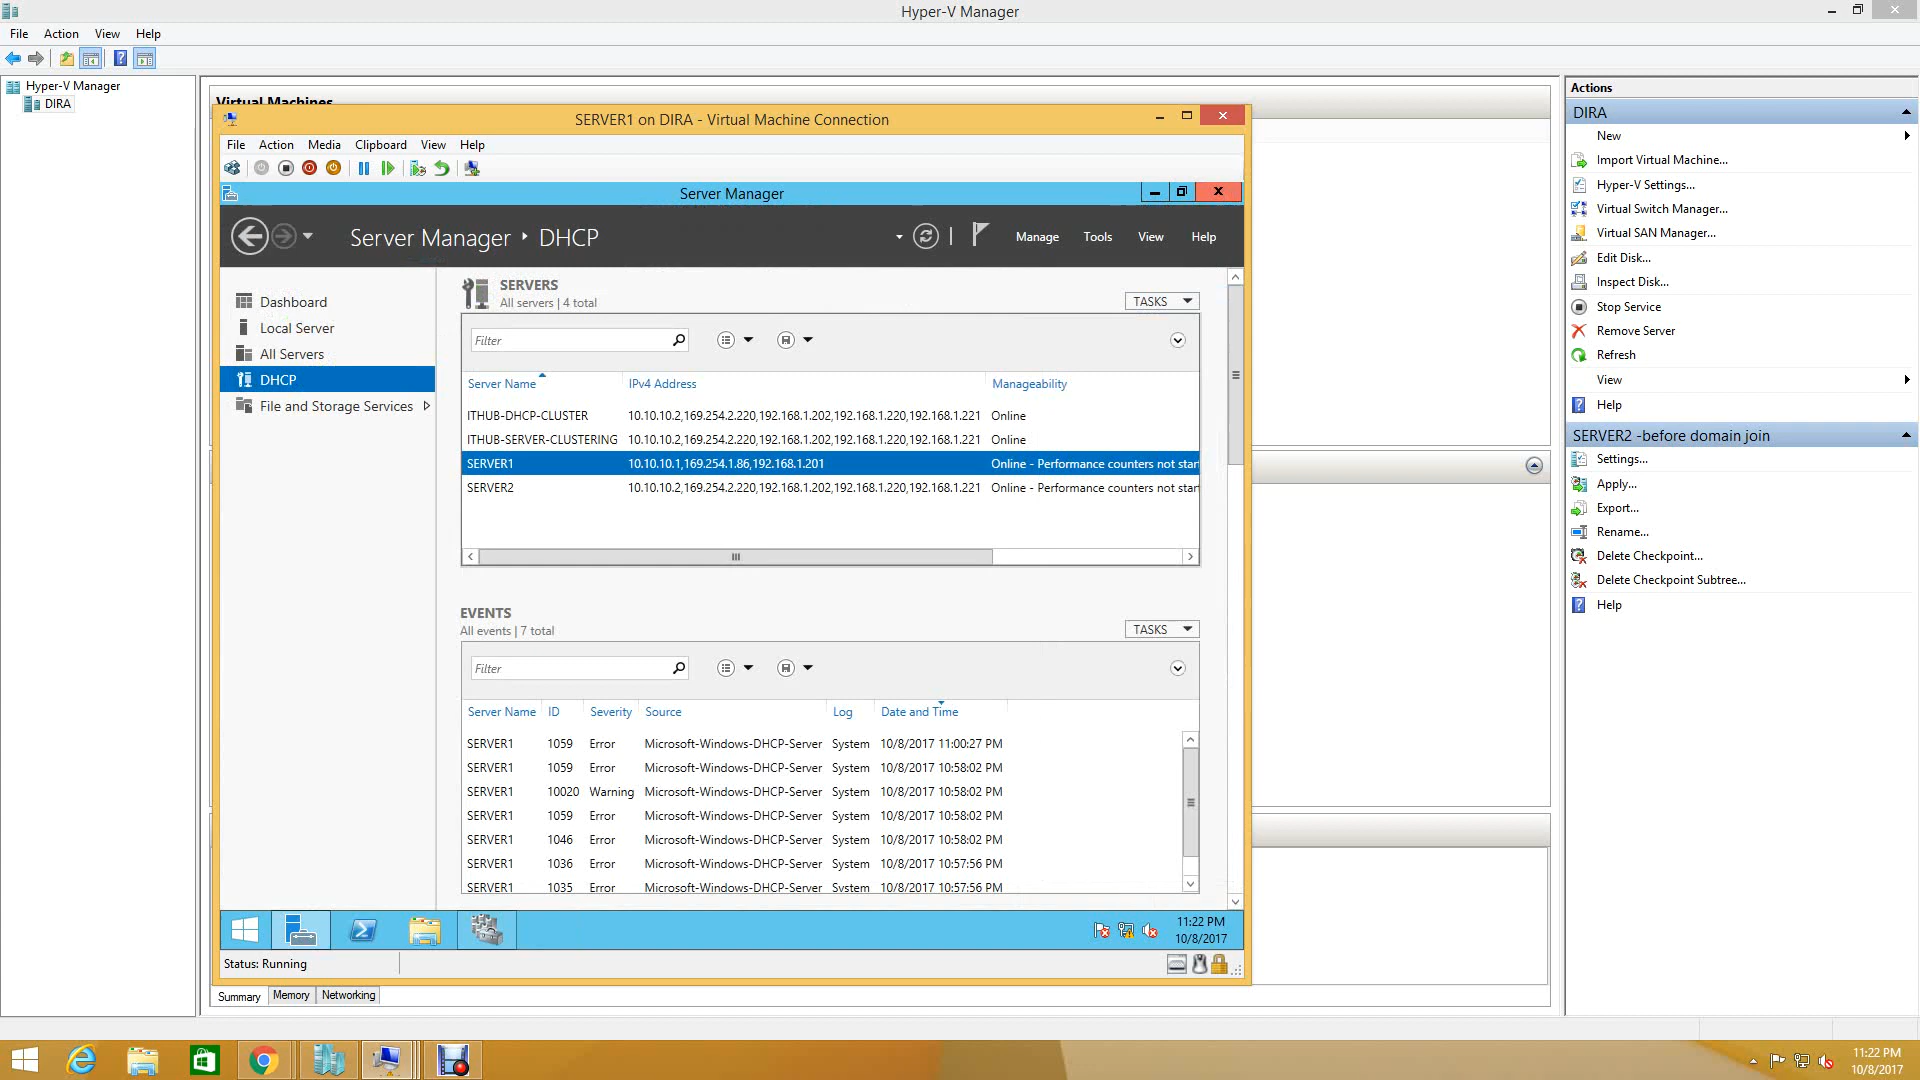 Hyper-V Manager
File Action View Help
Hyper-V Manager
DIRA
Virtual Machines
SERVER1 on DIRA - Virtual Machine Connection
File Action Media Clipboard View Help
Server Manager
Server Manager DHCP
Manage Tools View Help
Dashboard
Local Server
All Servers
DHCP
File and Storage Services
SERVERS
All servers | 4 total
TASKS
Filter
Server Name IPv4 Address Manageability
ITHUB-DHCP-CLUSTER 10.10.10.2,169.254.2.220,192.168.1.202,192.168.1.220,192.168.1.221 Online
ITHUB-SERVER-CLUSTERING 10.10.10.2,169.254.2.220,192.168.1.202,192.168.1.220,192.168.1.221 Online
SERVER1 10.10.10.1,169.254.1.86,192.168.1.201 Online - Performance counters not star
SERVER2 10.10.10.2,169.254.2.220,192.168.1.202,192.168.1.220,192.168.1.221 Online - Performance counters not star
EVENTS
All events | 7 total
TASKS
Filter
Server Name ID Severity Source Log Date and Time
SERVER1 1059 Error Microsoft-Windows-DHCP-Server System 10/8/2017 11:00:27 PM
SERVER1 1059 Error Microsoft-Windows-DHCP-Server System 10/8/2017 10:58:02 PM
SERVER1 10020 Warning Microsoft-Windows-DHCP-Server System 10/8/2017 10:58:02 PM
SERVER1 1059 Error Microsoft-Windows-DHCP-Server System 10/8/2017 10:58:02 PM
SERVER1 1046 Error Microsoft-Windows-DHCP-Server System 10/8/2017 10:58:02 PM
SERVER1 1036 Error Microsoft-Windows-DHCP-Server System 10/8/2017 10:57:56 PM
SERVER1 1035 Error Microsoft-Windows-DHCP-Server System 10/8/2017 10:57:56 PM
11:22 PM
10/8/2017
Status: Running
Summary Memory Networking
Actions
DIRA
New
Import Virtual Machine...
Hyper-V Settings...
Virtual Switch Manager...
Virtual SAN Manager...
Edit Disk...
Inspect Disk...
Stop Service
Remove Server
Refresh
View
Help
SERVER2 -before domain join
Settings...
Apply...
Export...
Rename...
Delete Checkpoint...
Delete Checkpoint Subtree...
Help
11:22 PM
10/8/2017